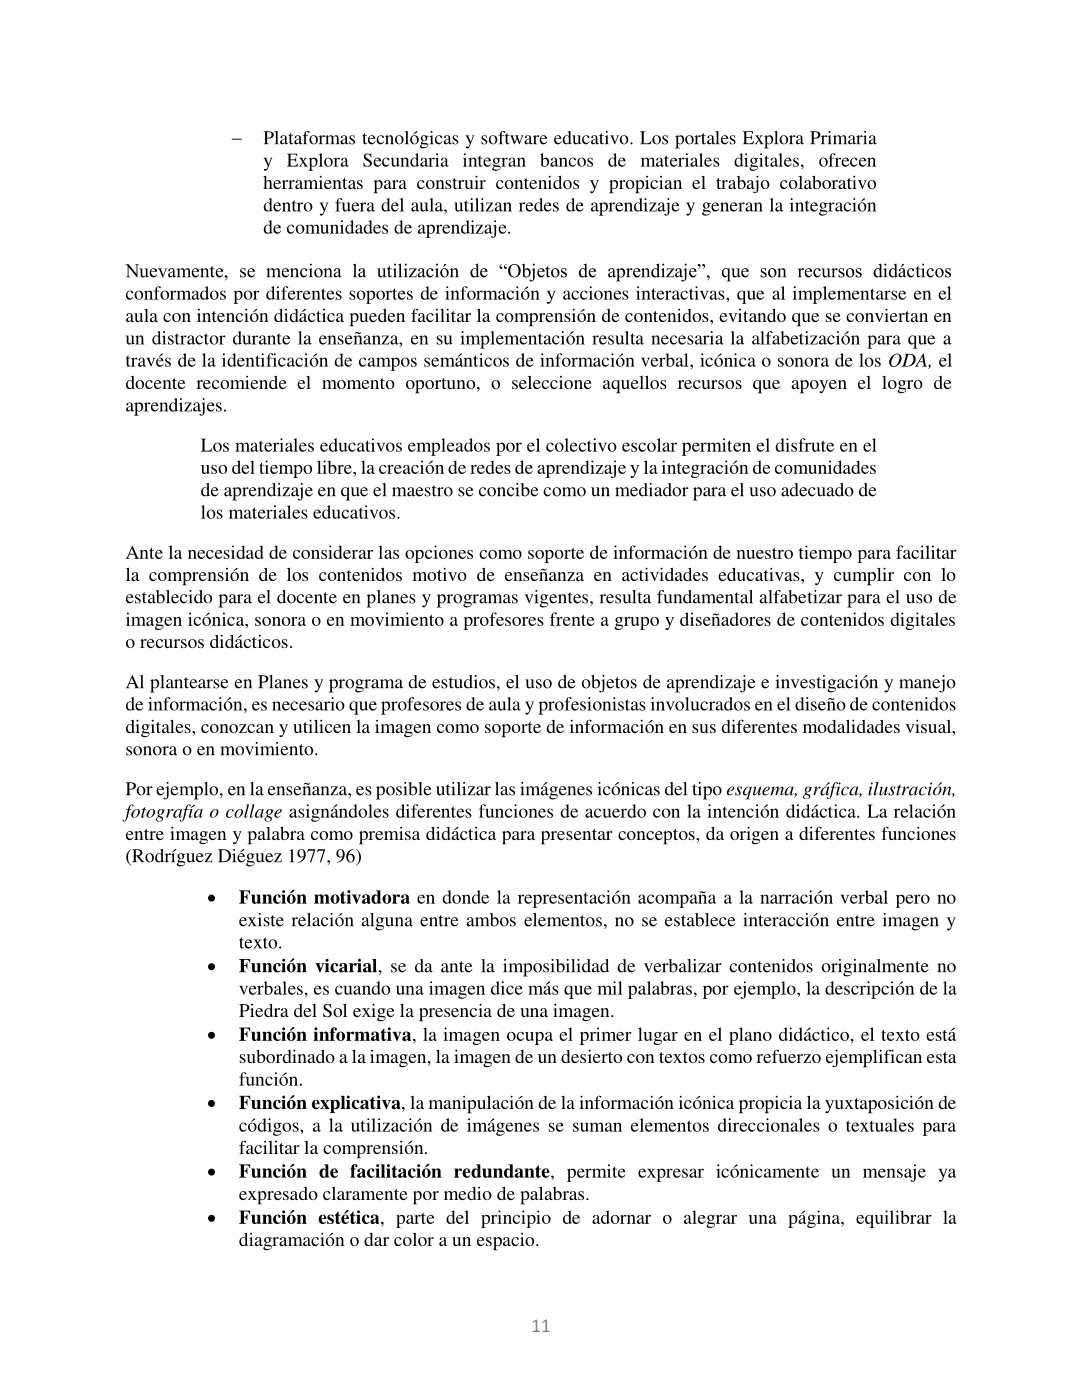 – Plataformas tecnológicas y software educativo. Los portales Explora Primaria
y Explora Secundaria integran bancos de materiales digitales, ofrecen
herramientas para construir contenidos y propician el trabajo colaborativo
dentro y fuera del aula, utilizan redes de aprendizaje y generan la integración
de comunidades de aprendizaje.
Nuevamente, se menciona la utilización de “Objetos de aprendizaje”, que son recursos didácticos
conformados por diferentes soportes de información y acciones interactivas, que al implementarse en el
aula con intención didáctica pueden facilitar la comprensión de contenidos, evitando que se conviertan en
un distractor durante la enseñanza, en su implementación resulta necesaria la alfabetización para que a
través de la identificación de campos semánticos de información verbal, icónica o sonora de los ODA, el
docente recomiende el momento oportuno, o seleccione aquellos recursos que apoyen el logro de
aprendizajes.
Los materiales educativos empleados por el colectivo escolar permiten el disfrute en el
uso del tiempo libre, la creación de redes de aprendizaje y la integración de comunidades
de aprendizaje en que el maestro se concibe como un mediador para el uso adecuado de
los materiales educativos.
Ante la necesidad de considerar las opciones como soporte de información de nuestro tiempo para facilitar
la comprensión de los contenidos motivo de enseñanza en actividades educativas, y cumplir con lo
establecido para el docente en planes y programas vigentes, resulta fundamental alfabetizar para el uso de
imagen icónica, sonora o en movimiento a profesores frente a grupo y diseñadores de contenidos digitales
o recursos didácticos.
Al plantearse en Planes y programa de estudios, el uso de objetos de aprendizaje e investigación y manejo
de información, es necesario que profesores de aula y profesionistas involucrados en el diseño de contenidos
digitales, conozcan y utilicen la imagen como soporte de información en sus diferentes modalidades visual,
sonora o en movimiento.
Por ejemplo, en la enseñanza, es posible utilizar las imágenes icónicas del tipo esquema, gráfica, ilustración,
fotografía o collage asignándoles diferentes funciones de acuerdo con la intención didáctica. La relación
entre imagen y palabra como premisa didáctica para presentar conceptos, da origen a diferentes funciones
(Rodríguez Diéguez 1977, 96)
• Función motivadora en donde la representación acompaña a la narración verbal pero no
existe relación alguna entre ambos elementos, no se establece interacción entre imagen y
texto.
• Función vicarial, se da ante la imposibilidad de verbalizar contenidos originalmente no
verbales, es cuando una imagen dice más que mil palabras, por ejemplo, la descripción de la
Piedra del Sol exige la presencia de una imagen.
• Función informativa, la imagen ocupa el primer lugar en el plano didáctico, el texto está
subordinado a la imagen, la imagen de un desierto con textos como refuerzo ejemplifican esta
función.
• Función explicativa, la manipulación de la información icónica propicia la yuxtaposición de
códigos, a la utilización de imágenes se suman elementos direccionales o textuales para
facilitar la comprensión.
• Función de facilitación redundante, permite expresar icónicamente un mensaje ya
expresado claramente por medio de palabras.
• Función estética, parte del principio de adornar o alegrar una página, equilibrar la
diagramación o dar color a un espacio.
11